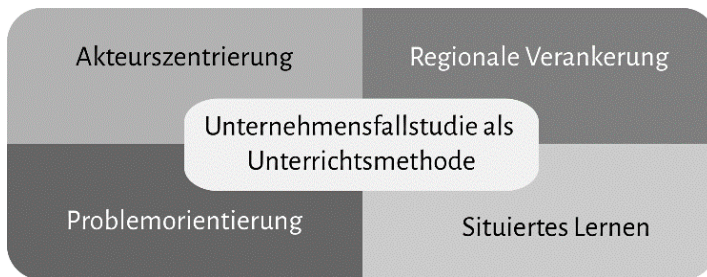 Akteurszentrierung
Regionale Verankerung
Unternehmensfallstudie als
Unterrichtsmethode
Problemorientierung
Situiertes Lernen